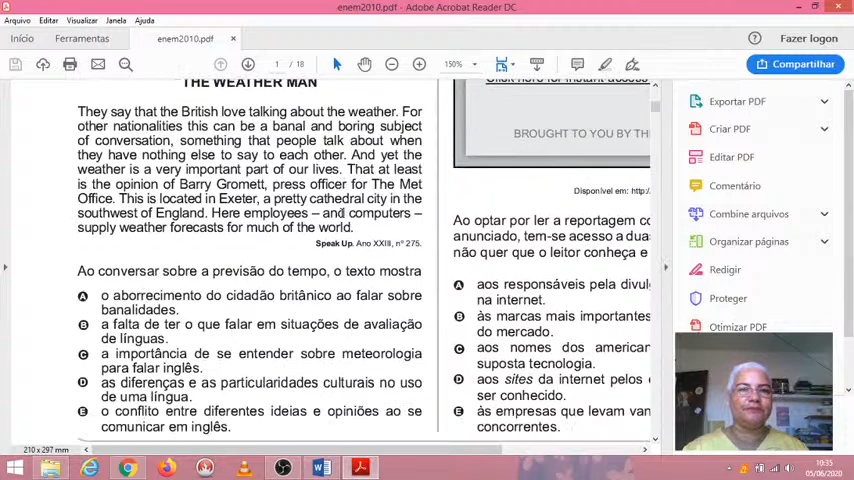 enem2010.pdf - Adobe Acrobat Reader DC
Arquivo Editar Visualizar Janela Ajuda
Início Ferramentas enem2010.pdf × Fazer logon
1 / 18 150% Compartilhar
THE WEATHER MAN
They say that the British love talking about the weather. For
other nationalities this can be a banal and boring subject
of conversation, something that people talk about when
they have nothing else to say to each other. And yet the
weather is a very important part of our lives. That at least
is the opinion of Barry Gromett, press officer for The Met
Office. This is located in Exeter, a pretty cathedral city in the
southwest of England. Here employees – and computers –
supply weather forecasts for much of the world.
Speak Up. Ano XXIII, nº 275.
Ao conversar sobre a previsão do tempo, o texto mostra
A o aborrecimento do cidadão britânico ao falar sobre
banalidades.
B a falta de ter o que falar em situações de avaliação
de línguas.
C a importância de se entender sobre meteorologia
para falar inglês.
D as diferenças e as particularidades culturais no uso
de uma língua.
E o conflito entre diferentes ideias e opiniões ao se
comunicar em inglês.
210 x 297 mm
Click here for instant access
BROUGHT TO YOU BY TH
Disponível em: http:/
Ao optar por ler a reportagem co
anunciado, tem-se acesso a dua
não quer que o leitor conheça e
A aos responsáveis pela divul
na internet.
B às marcas mais importantes
do mercado.
C aos nomes dos american
suposta tecnologia.
D aos sites da internet pelos
ser conhecido.
E às empresas que levam van
concorrentes.
Exportar PDF
Criar PDF
Editar PDF
Comentário
Combine arquivos
Organizar páginas
Redigir
Proteger
Otimizar PDF
10:35
05/06/2020